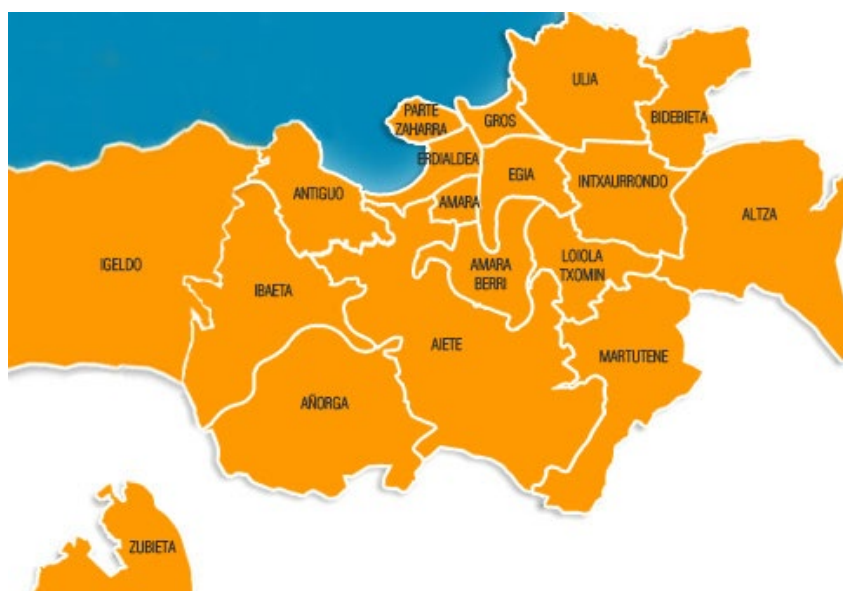 ULIA
PARTE
ZAHARRA
GROS
BIDEBIETA
ERDIALDEA
EGIA
INTXAURRONDO
ANTIGUO
AMARA
ALTZA
IGELDO
IBAETA
AMARA
BERRI
LOIOLA
TXOMIN
AIETE
MARTUTENE
AÑORGA
ZUBIETA